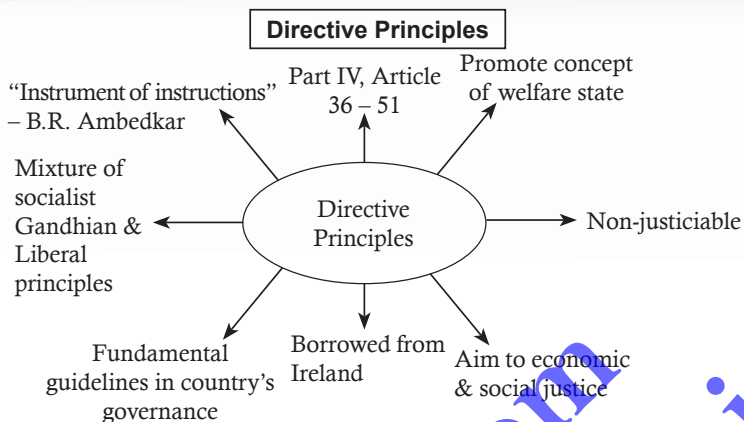 Directive Principles
“Instrument of instructions”
– B.R. Ambedkar
Part IV, Article
36 – 51
Promote concept
of welfare state
Mixture of
socialist
Gandhian &
Liberal
principles
Directive
Principles
Non-justiciable
Fundamental
guidelines in country’s
governance
Borrowed from
Ireland
Aim to economic
& social justice